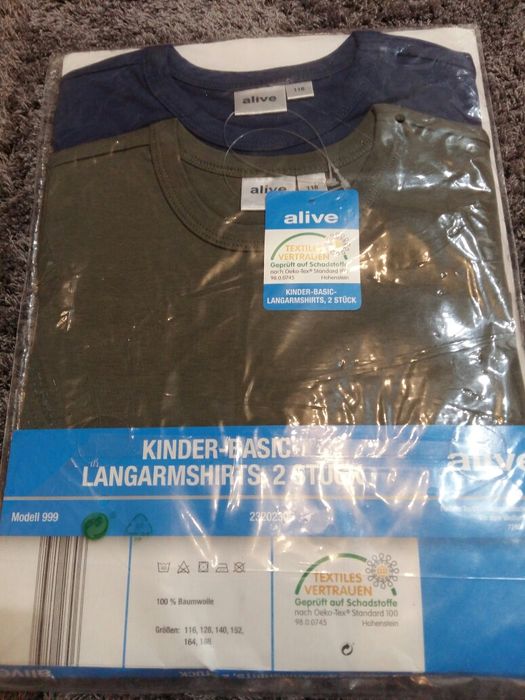 alive
116
alive
116
alive
TEXTILES
VERTRAUEN
Geprüft auf Schadstoffe
nach Oeko-Tex® Standard 100
98.0.0745 Hohenstein
KINDER-BASIC-
LANGARMSHIRTS, 2 STÜCK
KINDER-BASIC-
LANGARMSHIRTS, 2 STÜCK
alive
Modell 999
100 % Baumwolle
Größen: 116, 128, 140, 152,
164,
TEXTILES
VERTRAUEN
Geprüft auf Schadstoffe
nach Oeko-Tex® Standard 100
98.0.0745 Hohenstein
alive